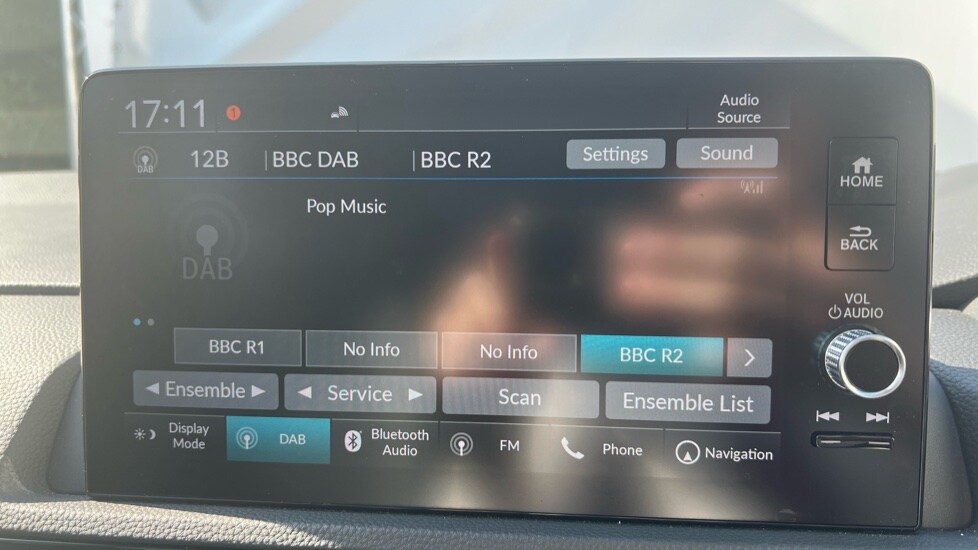 17:11
1
Audio
Source
DAB
12B
BBC DAB
BBC R2
Settings
Sound
Pop Music
DAB
HOME
BACK
VOL
AUDIO
BBC R1
No Info
No Info
BBC R2
Ensemble
Service
Scan
Ensemble List
Display
Mode
DAB
Bluetooth
Audio
FM
Phone
Navigation